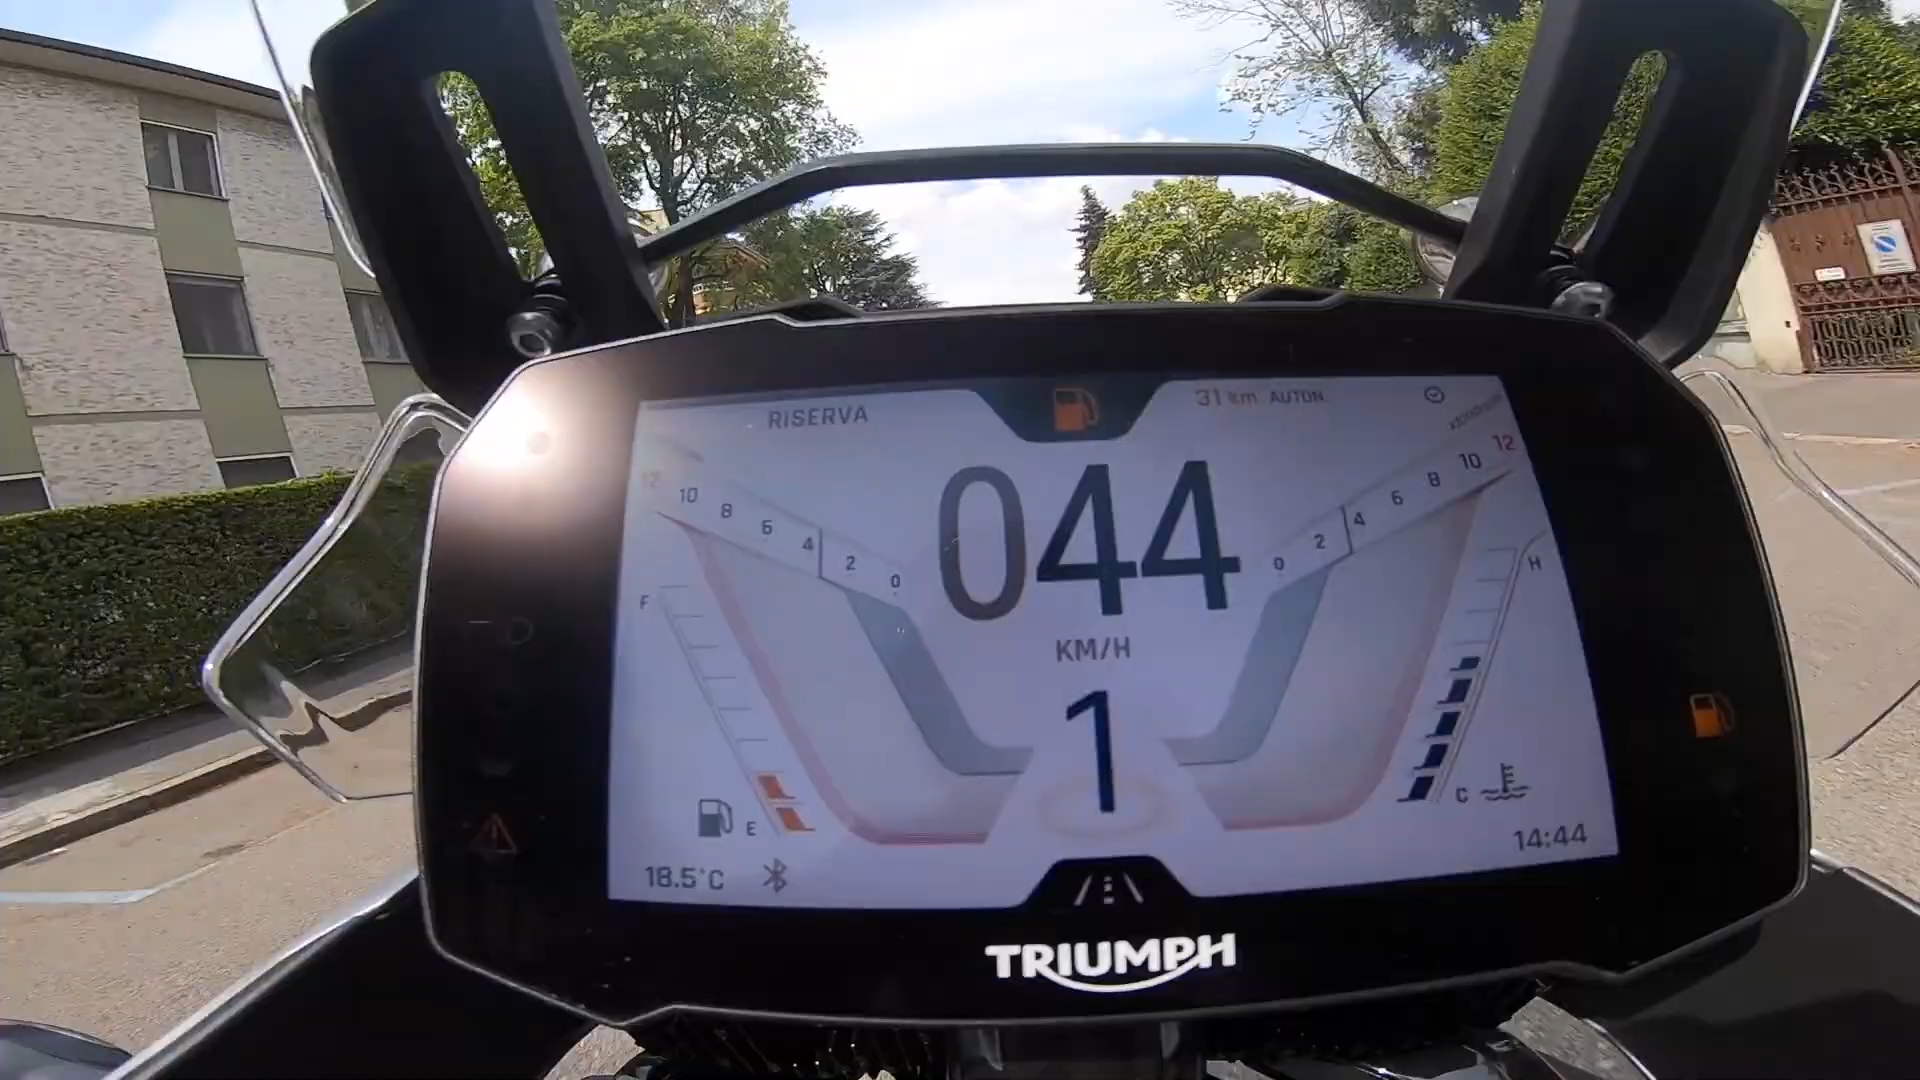 RISERVA
31 km AUTON.
12 10 8 6 4 2 0
044
0 2 4 6 8 10 12
KM/H
F
H
1
E
C
18.5°C
14:44
TRIUMPH